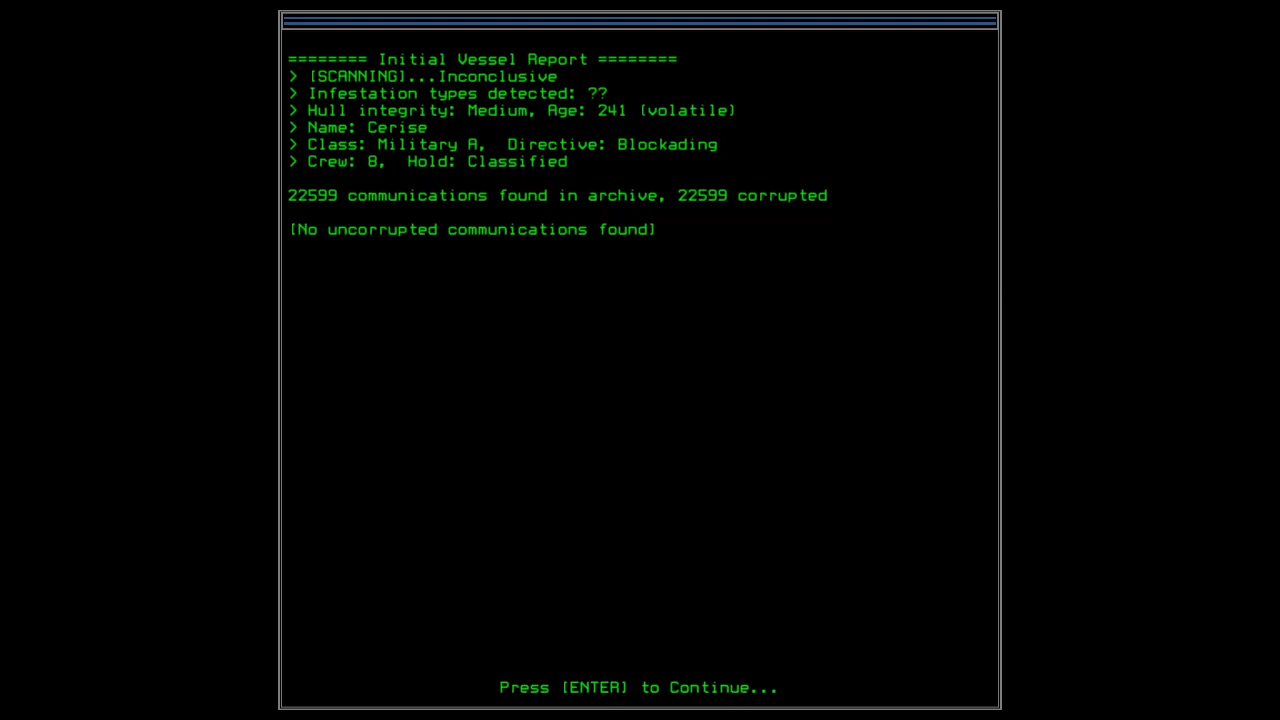 ======== Initial Vessel Report ========
> [SCANNING]...Inconclusive
> Infestation types detected: ??
> Hull integrity: Medium, Age: 241 (volatile)
> Name: Cerise
> Class: Military A,  Directive: Blockading
> Crew: 8,  Hold: Classified
22599 communications found in archive, 22599 corrupted
[No uncorrupted communications found]
Press [ENTER] to Continue...